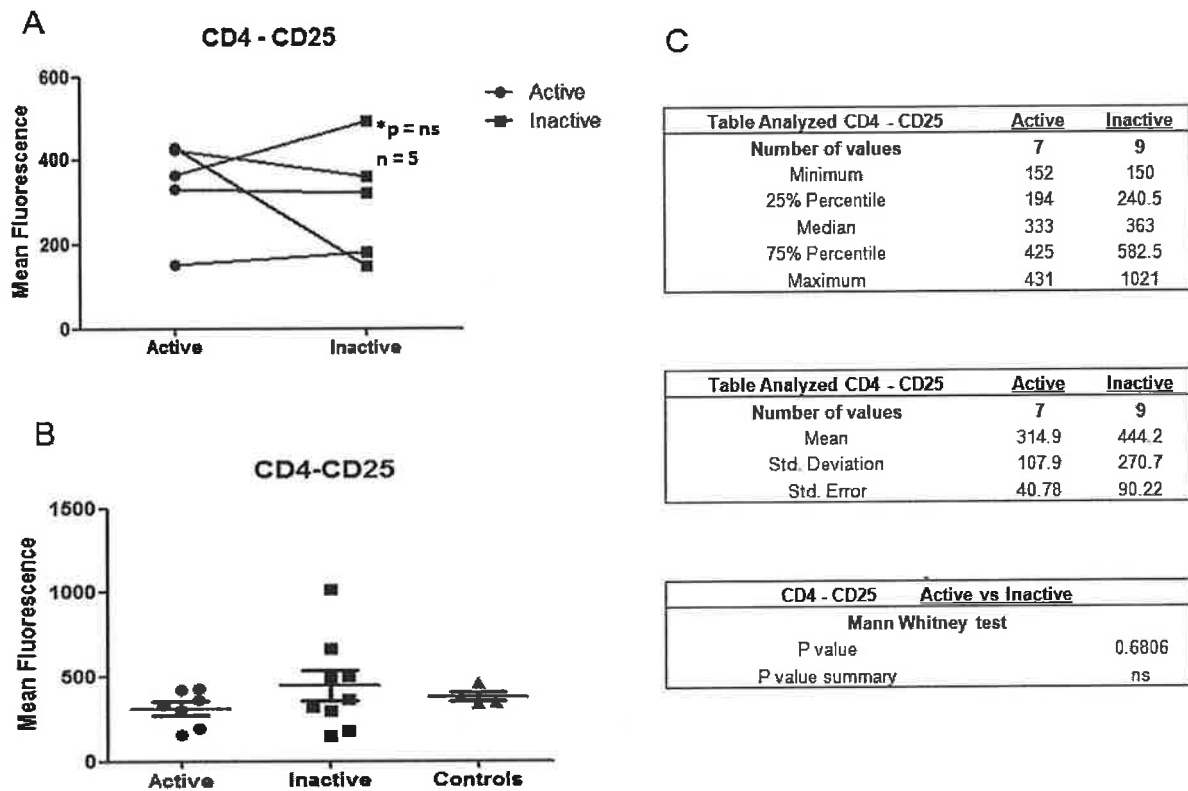 A
CD4 - CD25
Mean Fluorescence
600
400
200
0
Active
Inactive
*p = ns
n = 5
Active Inactive
B
CD4-CD25
Mean Fluorescence
1500
1000
500
0
Active Inactive Controls
C
Table Analyzed CD4 - CD25 Active Inactive
Number of values 7 9
Minimum 152 150
25% Percentile 194 240.5
Median 333 363
75% Percentile 425 582.5
Maximum 431 1021
Table Analyzed CD4 - CD25 Active Inactive
Number of values 7 9
Mean 314.9 444.2
Std. Deviation 107.9 270.7
Std. Error 40.78 90.22
CD4 - CD25 Active vs Inactive
Mann Whitney test
P value 0.6806
P value summary ns